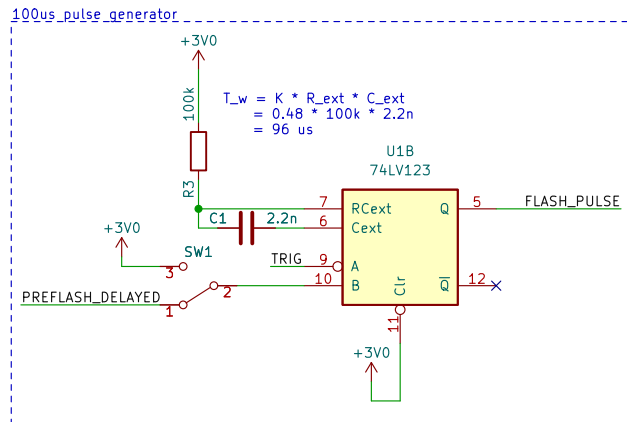 100us pulse generator
+3V0
100k
R3
T_w = K * R_ext * C_ext
= 0.48 * 100k * 2.2n
= 96 us
U1B
74LV123
7
RCext
Q
5
FLASH_PULSE
C1
2.2n
6
Cext
+3V0
SW1
3
TRIG
9
A
10
B
Clr
Q
12
2
PREFLASH_DELAYED
1
11
+3V0